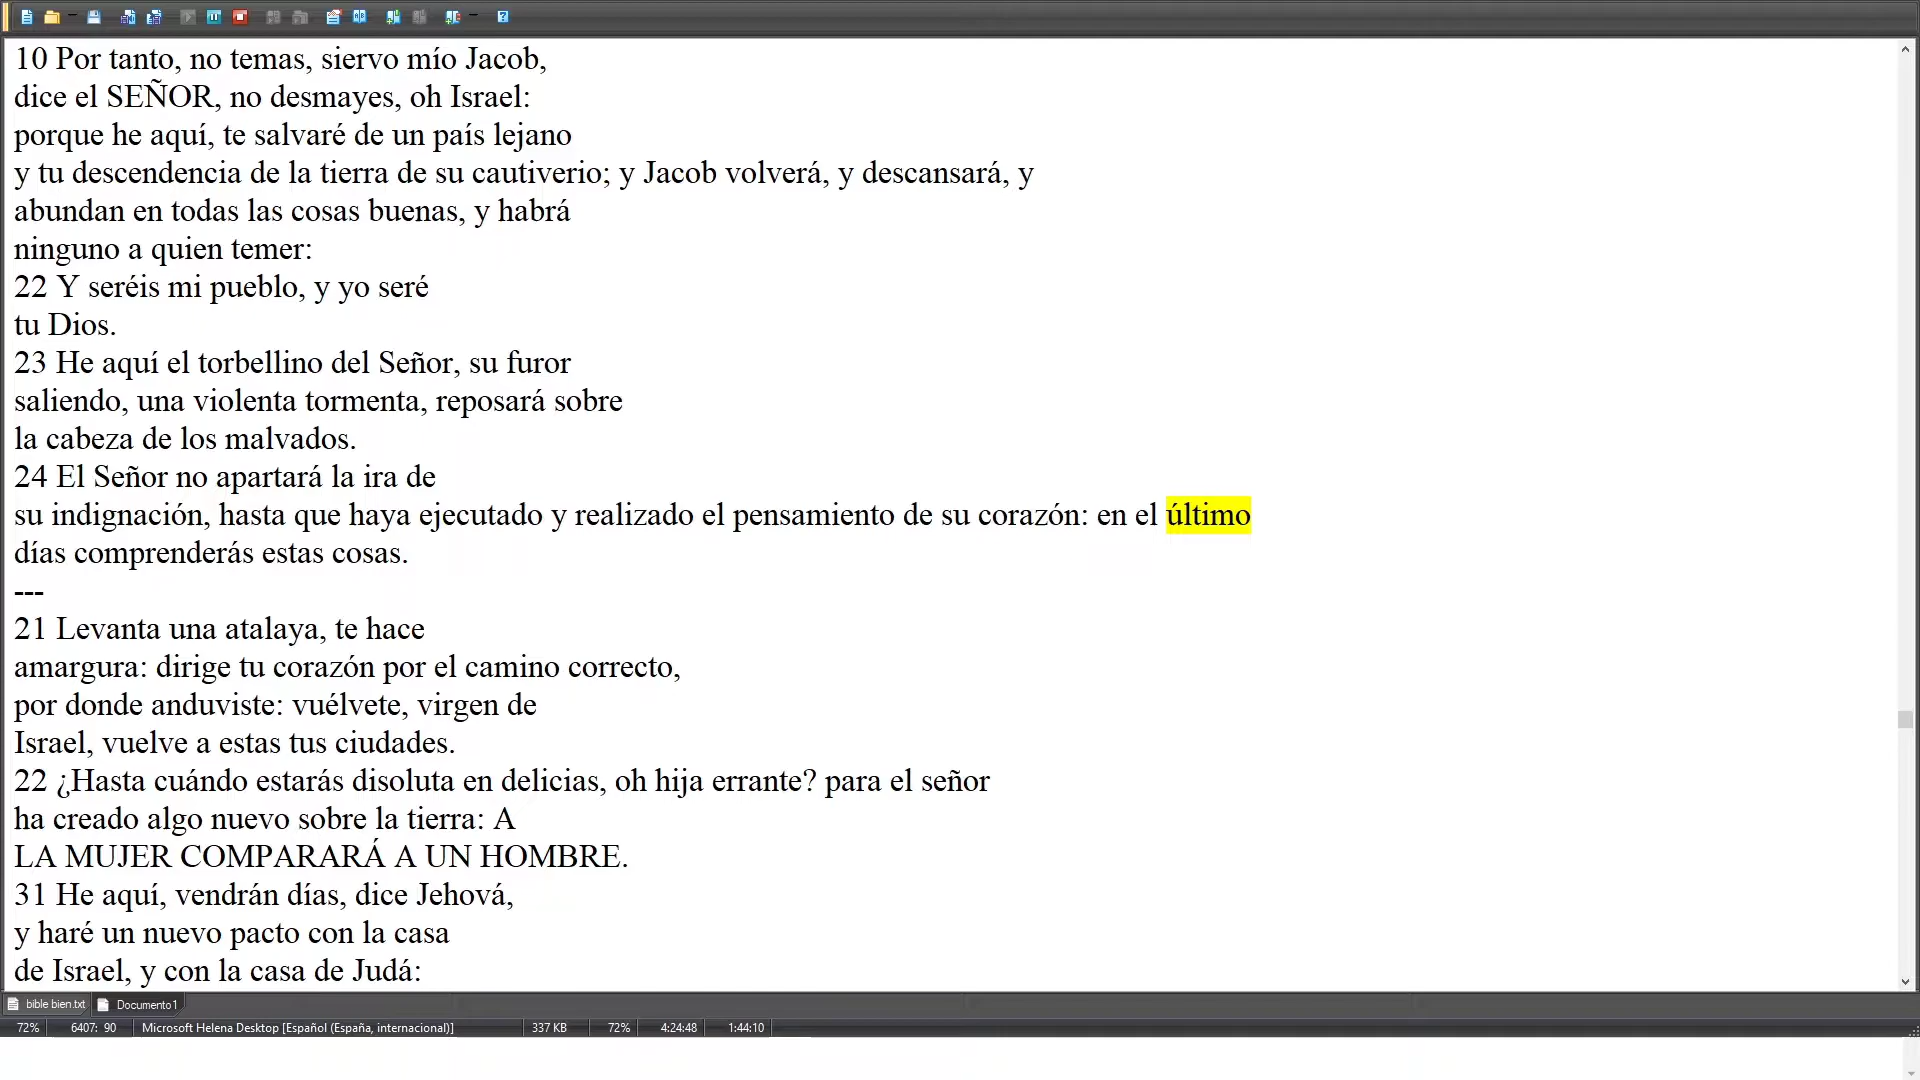 10 Por tanto, no temas, siervo mío Jacob,
dice el SEÑOR, no desmayes, oh Israel:
porque he aquí, te salvaré de un país lejano
y tu descendencia de la tierra de su cautiverio; y Jacob volverá, y descansará, y
abundan en todas las cosas buenas, y habrá
ninguno a quien temer:
22 Y seréis mi pueblo, y yo seré
tu Dios.
23 He aquí el torbellino del Señor, su furor
saliendo, una violenta tormenta, reposará sobre
la cabeza de los malvados.
24 El Señor no apartará la ira de
su indignación, hasta que haya ejecutado y realizado el pensamiento de su corazón: en el último
días comprenderás estas cosas.
---
21 Levanta una atalaya, te hace
amargura: dirige tu corazón por el camino correcto,
por donde anduviste: vuélvete, virgen de
Israel, vuelve a estas tus ciudades.
22 ¿Hasta cuándo estarás disoluta en delicias, oh hija errante? para el señor
ha creado algo nuevo sobre la tierra: A
LA MUJER COMPARARÁ A UN HOMBRE.
31 He aquí, vendrán días, dice Jehová,
y haré un nuevo pacto con la casa
de Israel, y con la casa de Judá:
bible bien.txt Documento1
72% 6407: 90 Microsoft Helena Desktop [Español (España, internacional)] 337 KB 72% 4:24:48 1:44:10